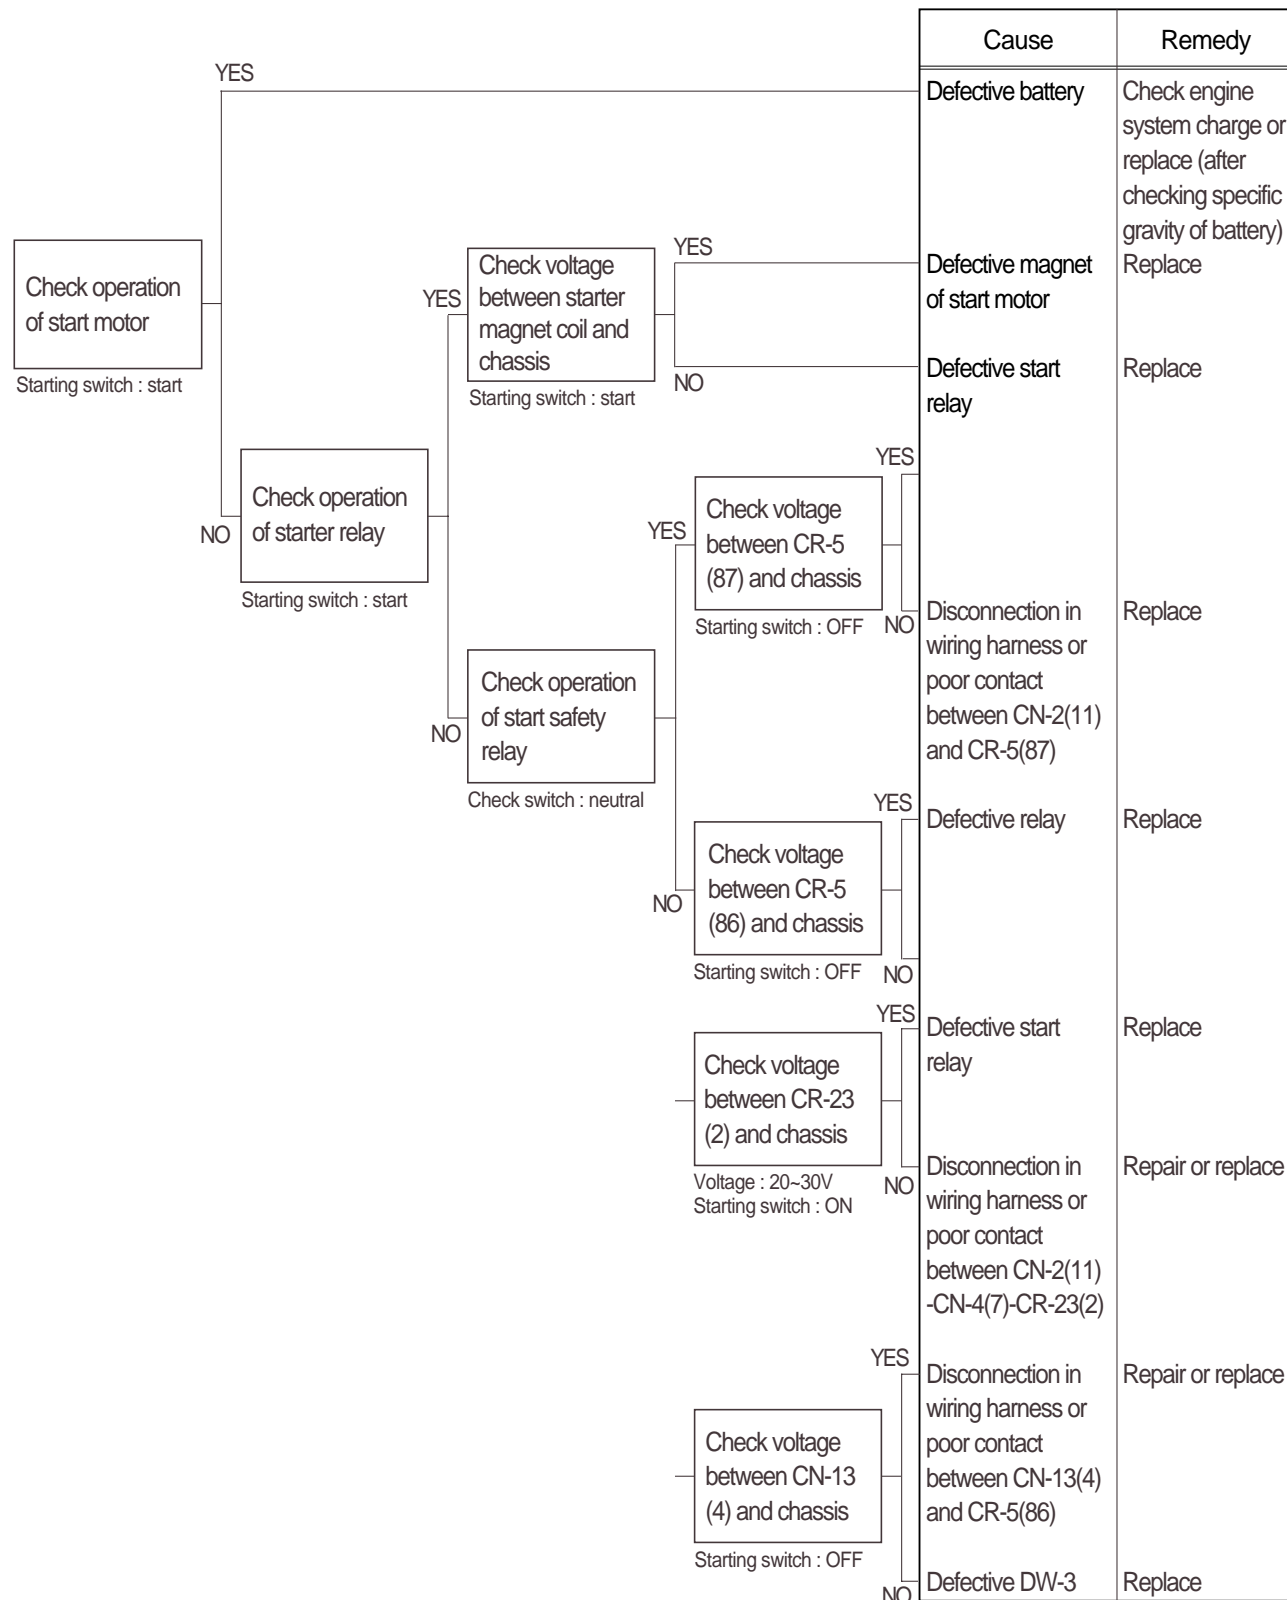 Cause
Remedy
YES
Defective battery
Check engine
system charge or
replace (after
checking specific
gravity of battery)
Check operation
of start motor
Starting switch : start
YES
Check voltage
between starter
magnet coil and
chassis
Starting switch : start
YES
Defective magnet
of start motor
Replace
NO
Defective start
relay
Replace
NO
Check operation
of starter relay
Starting switch : start
YES
Check voltage
between CR-5
(87) and chassis
Starting switch : OFF
YES
NO
Disconnection in
wiring harness or
poor contact
between CN-2(11)
and CR-5(87)
Replace
NO
Check operation
of start safety
relay
Check switch : neutral
NO
Check voltage
between CR-5
(86) and chassis
Starting switch : OFF
YES
Defective relay
Replace
NO
Check voltage
between CR-23
(2) and chassis
Voltage : 20~30V
Starting switch : ON
YES
Defective start
relay
Replace
NO
Disconnection in
wiring harness or
poor contact
between CN-2(11)
-CN-4(7)-CR-23(2)
Repair or replace
Check voltage
between CN-13
(4) and chassis
Starting switch : OFF
YES
Disconnection in
wiring harness or
poor contact
between CN-13(4)
and CR-5(86)
Repair or replace
NO
Defective DW-3
Replace